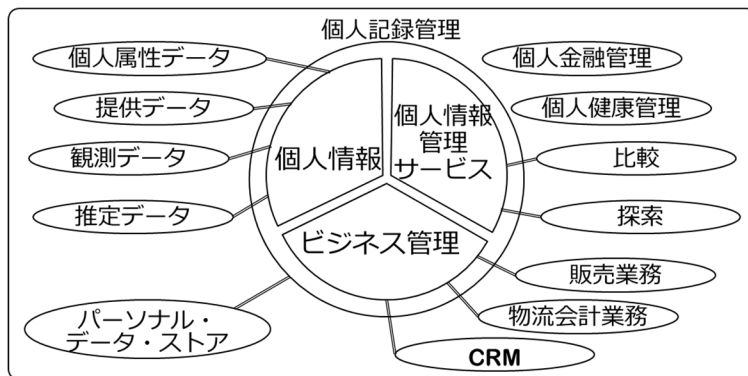 個人記録管理
個人属性データ
提供データ
観測データ
推定データ
パーソナル・
データ・ストア
個人情報
個人情報
管理
サービス
ビジネス管理
個人金融管理
個人健康管理
比較
探索
販売業務
物流会計業務
CRM